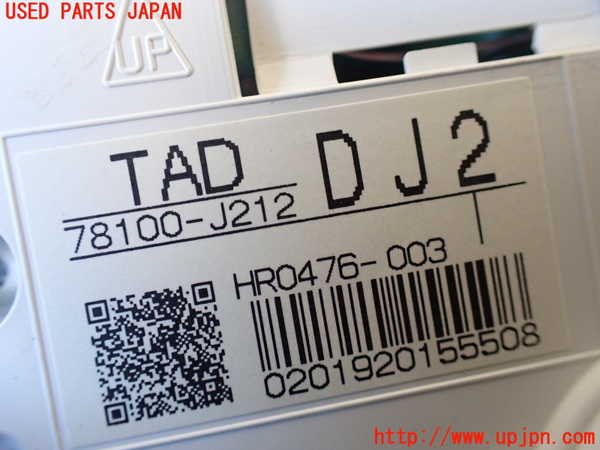 USED PARTS JAPAN
UP
TAD DJ2
78100-J212
HR0476-003
0201920155508
http://www.upjpn.com/